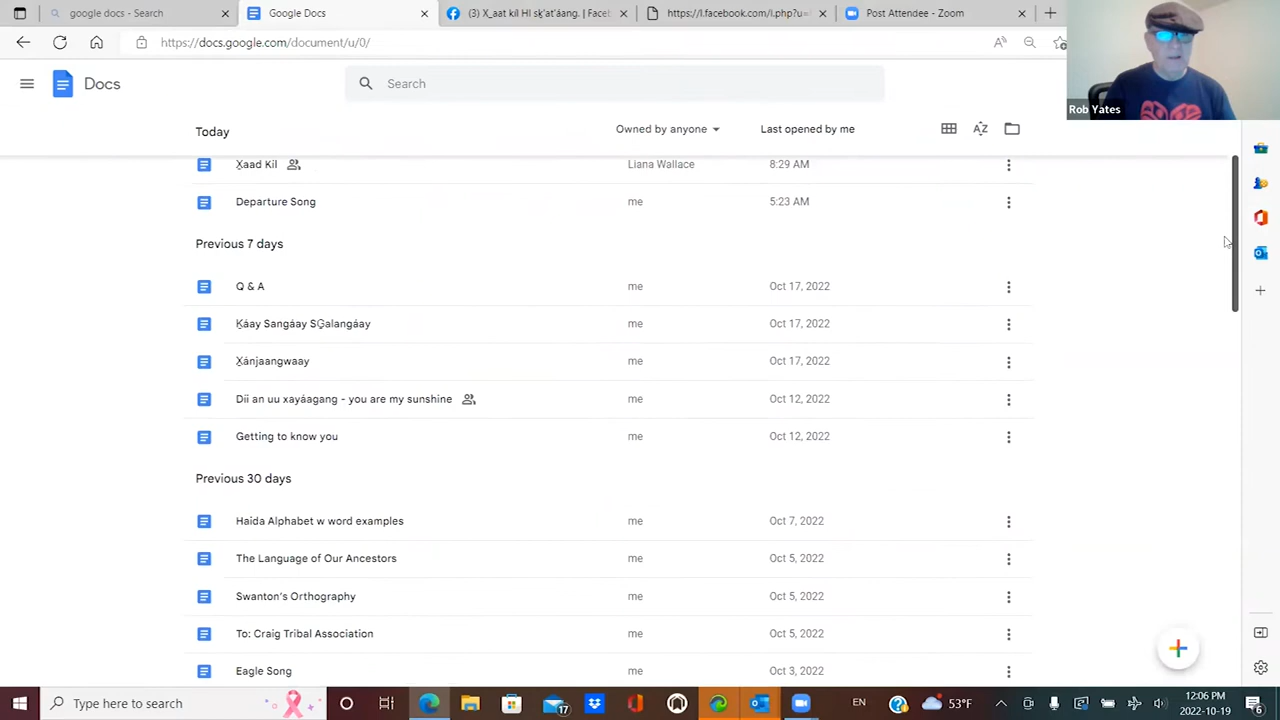 google docs - Search
Google Docs
(3) X_aat kil HI sḵ'at'áang. | Facel
https://l.facebook.com/l.php?u=
Post Attendee - Zoom
https://docs.google.com/document/u/0/
Docs
Search
Rob Yates
Today
Owned by anyone
Last opened by me
X̱aad Kil
Liana Wallace
8:29 AM
Departure Song
me
5:23 AM
Previous 7 days
Q & A
me
Oct 17, 2022
Ḵáay Sangáay SG̱alangáay
me
Oct 17, 2022
X̱ánjaangwaay
me
Oct 17, 2022
Díi an uu xayáagang - you are my sunshine
me
Oct 12, 2022
Getting to know you
me
Oct 12, 2022
Previous 30 days
Haida Alphabet w word examples
me
Oct 7, 2022
The Language of Our Ancestors
me
Oct 5, 2022
Swanton's Orthography
me
Oct 5, 2022
To: Craig Tribal Association
me
Oct 5, 2022
Eagle Song
me
Oct 3, 2022
Type here to search
17
EN
53°F
12:06 PM
2022-10-19
6